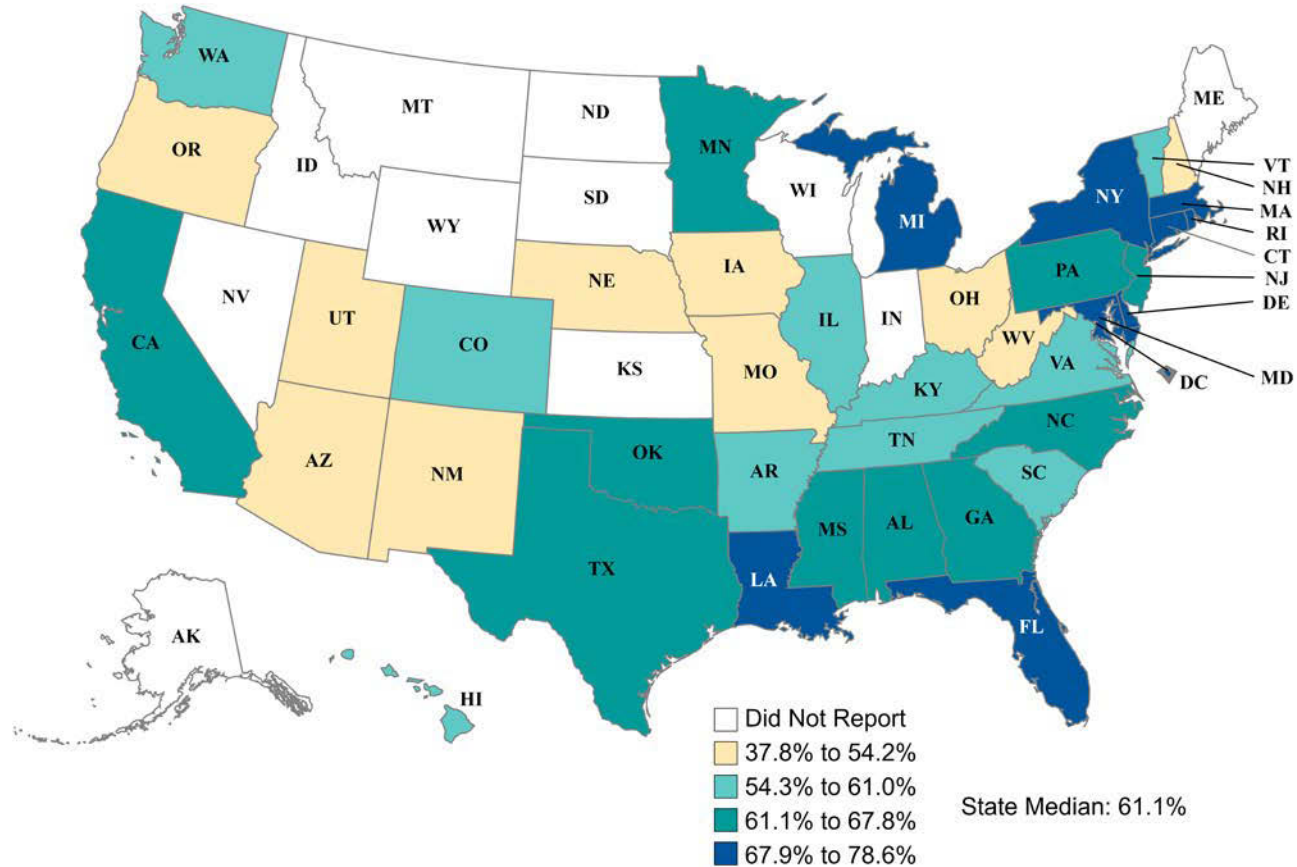 WA
MT
ND
ME
OR
ID
MN
VT
NH
SD
WI
NY
MA
WY
MI
RI
CT
IA
PA
NJ
NE
NV
OH
DE
UT
IL
IN
CA
CO
WV
VA
KS
MO
KY
DC
MD
NC
TN
OK
AZ
NM
AR
SC
MS
AL
GA
TX
LA
FL
AK
HI
Did Not Report
37.8% to 54.2%
54.3% to 61.0%
61.1% to 67.8%
67.9% to 78.6%
State Median: 61.1%